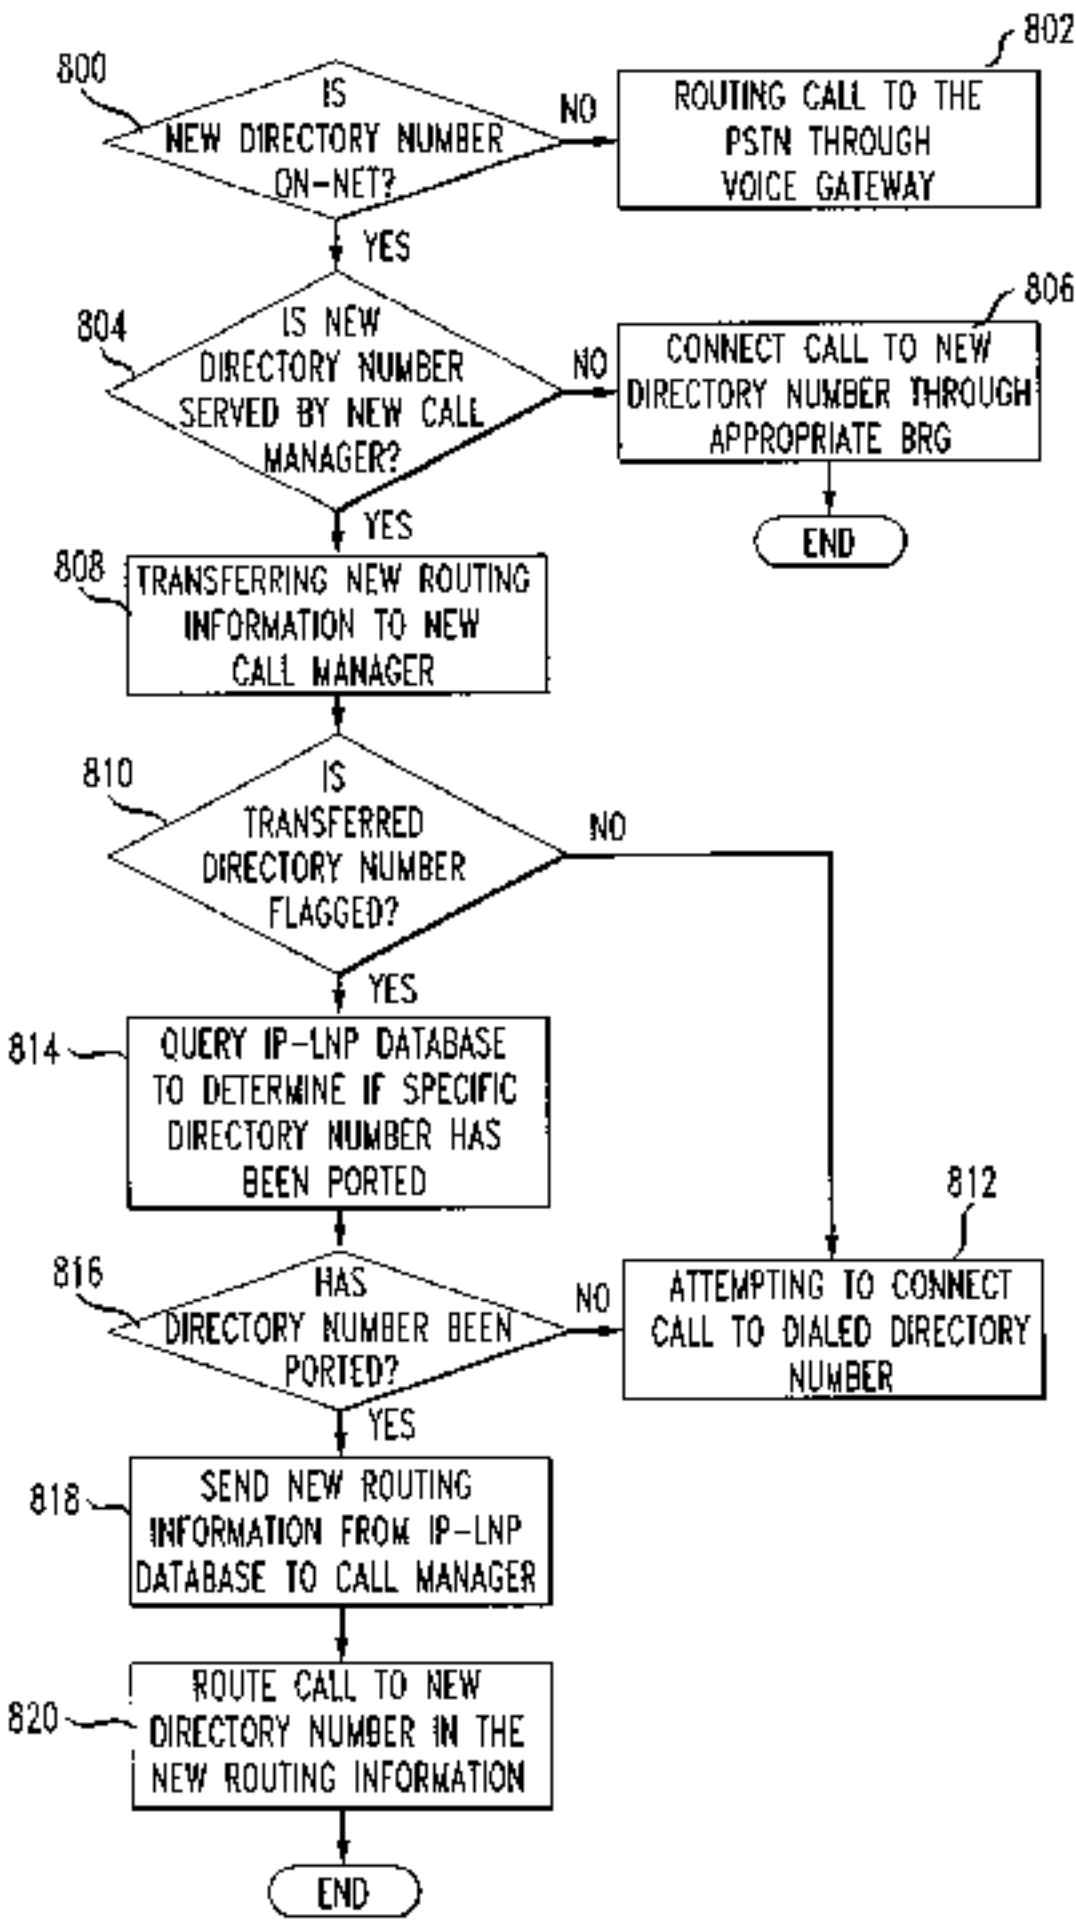 800
IS
NEW DIRECTORY NUMBER
ON-NET?
NO
802
ROUTING CALL TO THE
PSTN THROUGH
VOICE GATEWAY
YES
804
IS NEW
DIRECTORY NUMBER
SERVED BY NEW CALL
MANAGER?
NO
806
CONNECT CALL TO NEW
DIRECTORY NUMBER THROUGH
APPROPRIATE BRG
END
YES
808
TRANSFERRING NEW ROUTING
INFORMATION TO NEW
CALL MANAGER
810
IS
TRANSFERRED
DIRECTORY NUMBER
FLAGGED?
NO
YES
814
QUERY IP-LNP DATABASE
TO DETERMINE IF SPECIFIC
DIRECTORY NUMBER HAS
BEEN PORTED
816
HAS
DIRECTORY NUMBER BEEN
PORTED?
NO
812
ATTEMPTING TO CONNECT
CALL TO DIALED DIRECTORY
NUMBER
YES
818
SEND NEW ROUTING
INFORMATION FROM IP-LNP
DATABASE TO CALL MANAGER
820
ROUTE CALL TO NEW
DIRECTORY NUMBER IN THE
NEW ROUTING INFORMATION
END